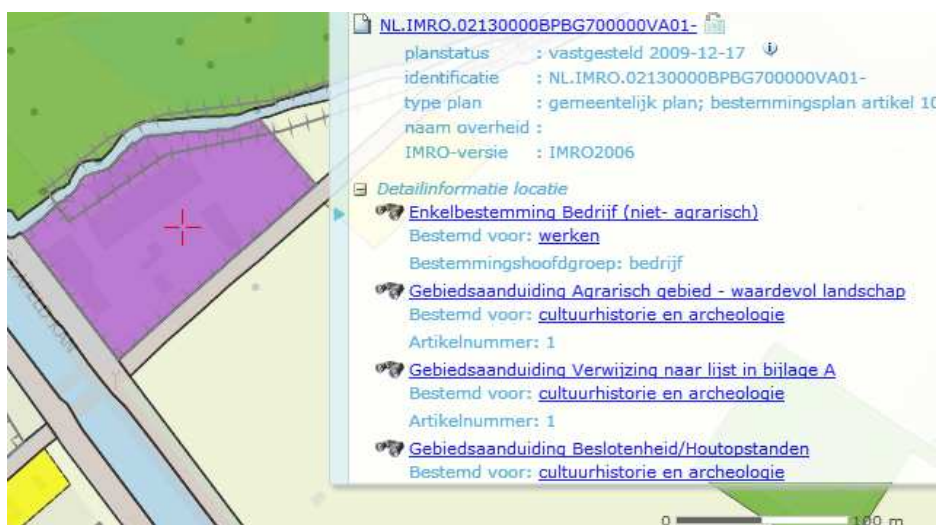 NL.IMRO.02130000BPBG700000VA01-
planstatus : vastgesteld 2009-12-17
identificatie : NL.IMRO.02130000BPBG700000VA01-
type plan : gemeentelijk plan; bestemmingsplan artikel 10
naam overheid :
IMRO-versie : IMRO2006
Detailinformatie locatie
Enkelbestemming Bedrijf (niet- agrarisch)
Bestemd voor: werken
Bestemmingshoofdgroep: bedrijf
Gebiedsaanduiding Agrarisch gebied - waardevol landschap
Bestemd voor: cultuurhistorie en archeologie
Artikelnummer: 1
Gebiedsaanduiding Verwijzing naar lijst in bijlage A
Bestemd voor: cultuurhistorie en archeologie
Artikelnummer: 1
Gebiedsaanduiding Beslotenheid/Houtopstanden
Bestemd voor: cultuurhistorie en archeologie
0 100 m